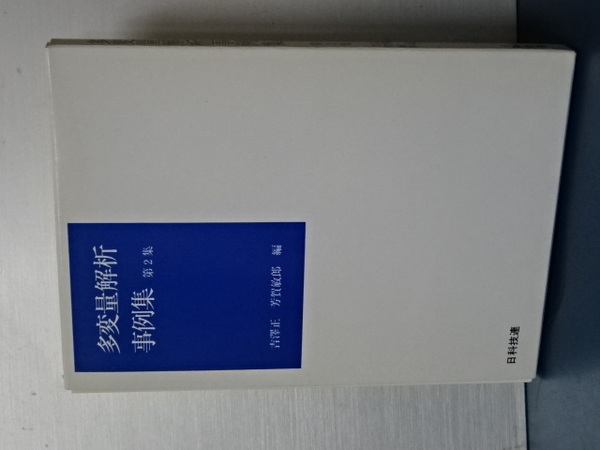 多変量解析
事例集 第2集
吉澤正 芳賀敏郎 編
日科技連